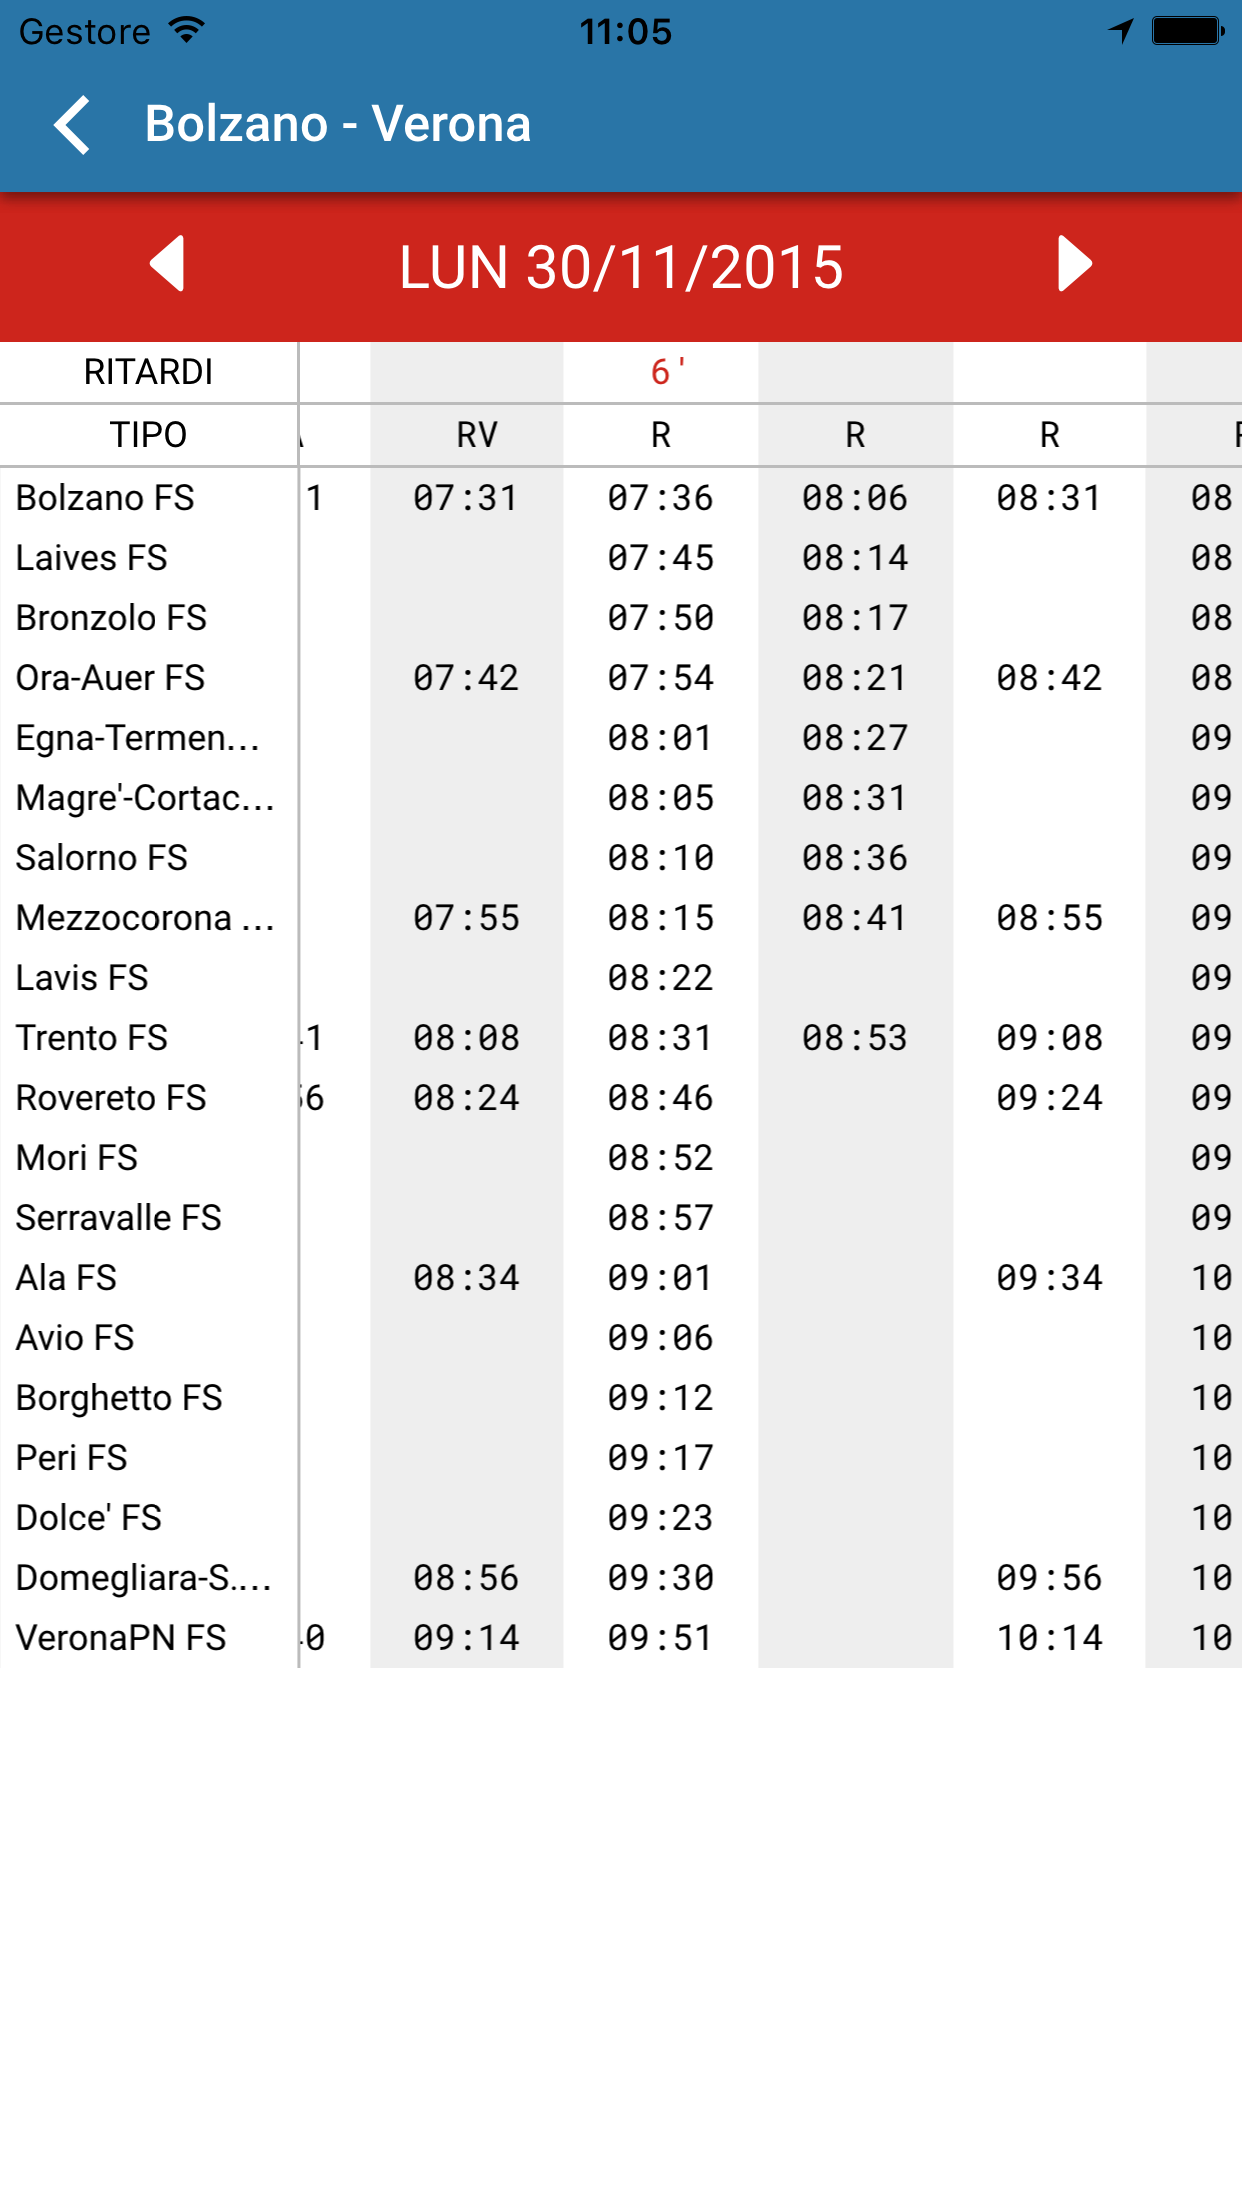 Gestore 11:05
Bolzano - Verona
LUN 30/11/2015
RITARDI 6'
TIPO RV R R R
Bolzano FS 1 07:31 07:36 08:06 08:31 08
Laives FS 07:45 08:14 08
Bronzolo FS 07:50 08:17 08
Ora-Auer FS 07:42 07:54 08:21 08:42 08
Egna-Termen... 08:01 08:27 09
Magre'-Cortac... 08:05 08:31 09
Salorno FS 08:10 08:36 09
Mezzocorona ... 07:55 08:15 08:41 08:55 09
Lavis FS 08:22 09
Trento FS 1 08:08 08:31 08:53 09:08 09
Rovereto FS 6 08:24 08:46 09:24 09
Mori FS 08:52 09
Serravalle FS 08:57 09
Ala FS 08:34 09:01 09:34 10
Avio FS 09:06 10
Borghetto FS 09:12 10
Peri FS 09:17 10
Dolce' FS 09:23 10
Domegliara-S.... 08:56 09:30 09:56 10
VeronaPN FS 0 09:14 09:51 10:14 10